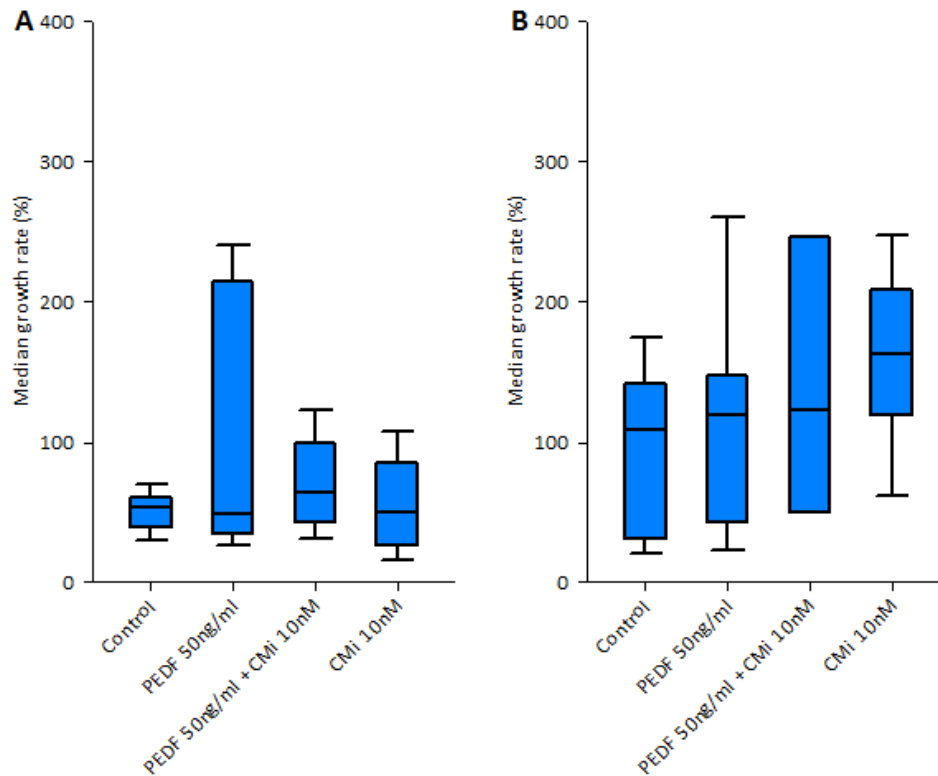 A
400
300
200
100
0
Median growth rate (%)
Control
PEDF 50ng/ml
PEDF 50ng/ml + CMi 10nM
CMi 10nM
B
400
300
200
100
0
Median growth rate (%)
Control
PEDF 50ng/ml
PEDF 50ng/ml + CMi 10nM
CMi 10nM